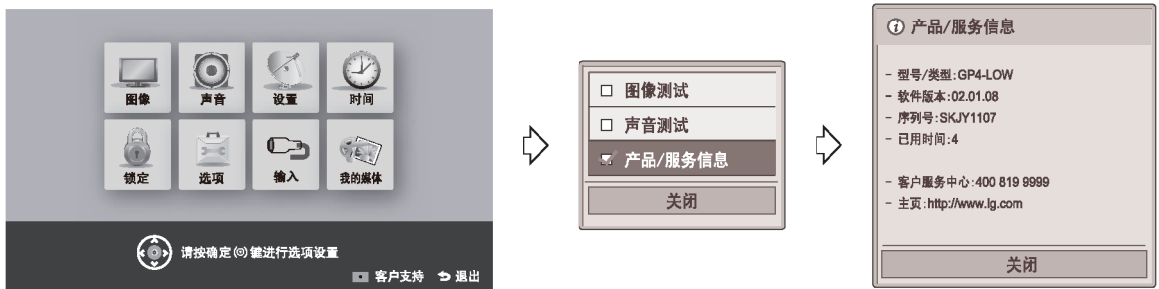 图像
声音
设置
时间
锁定
选项
输入
我的媒体
请按确定(◎)键进行选项设置
客户支持 退出
图像测试
声音测试
产品/服务信息
关闭
产品/服务信息
- 型号/类型:GP4-LOW
- 软件版本:02.01.08
- 序列号:SKJY1107
- 已用时间:4
- 客户服务中心:400 819 9999
- 主页:http://www.lg.com
关闭